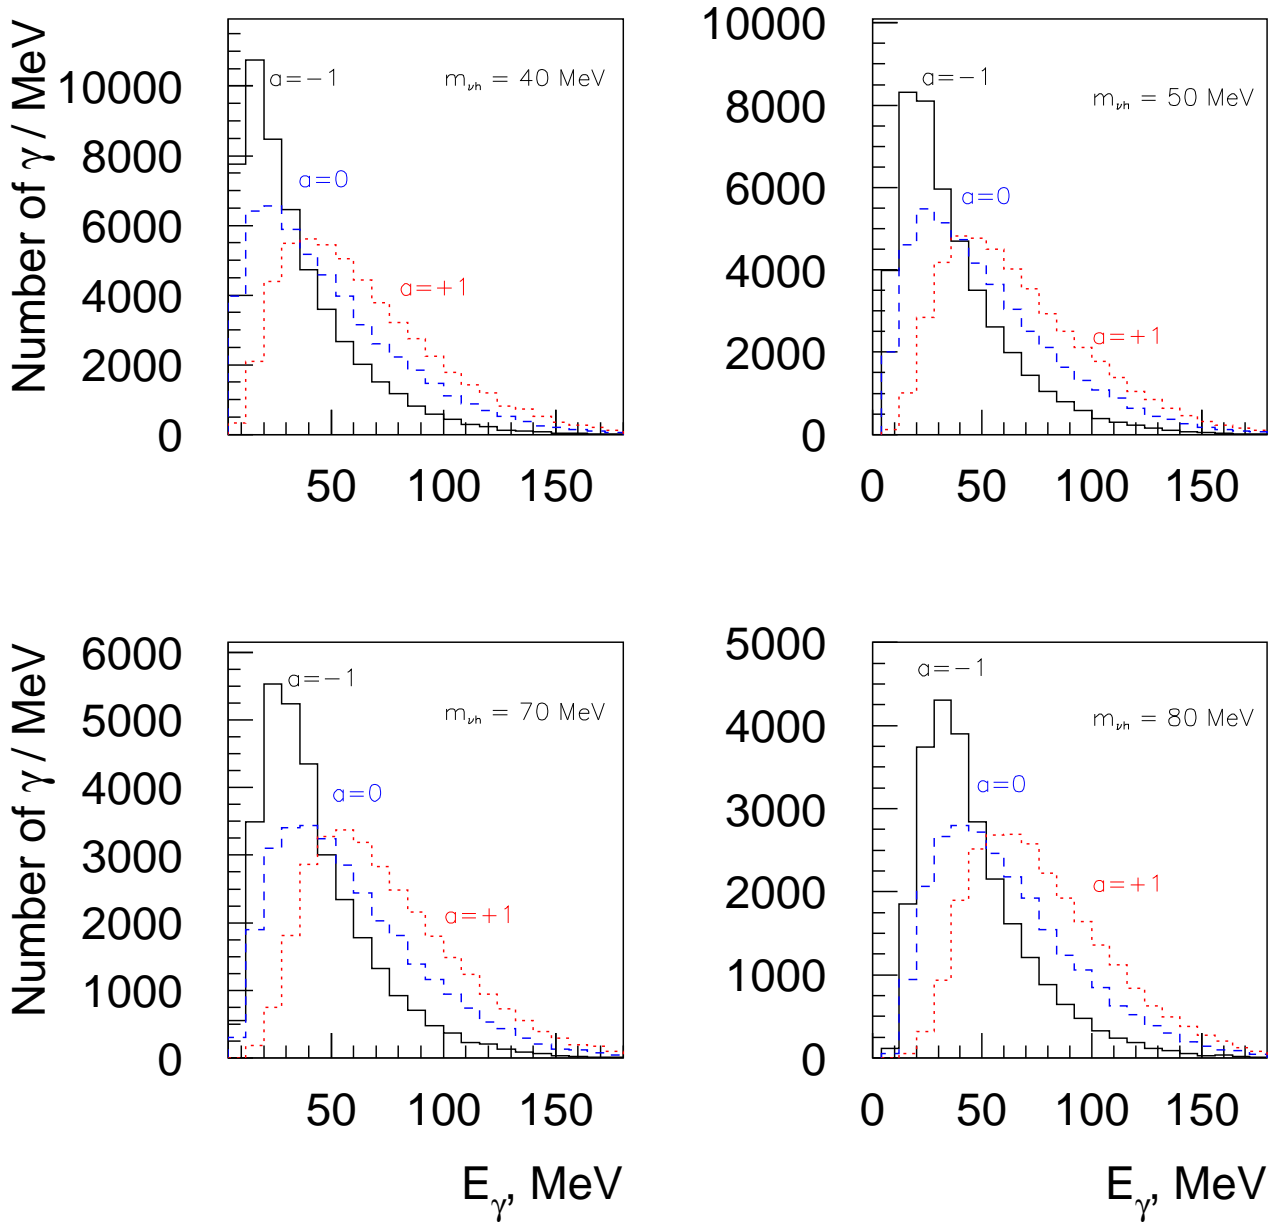 Number of γ / MeV
10000
8000
6000
4000
2000
0
a=−1
m_νh = 40 MeV
a=0
a=+1
50 100 150
10000
8000
6000
4000
2000
0
a=−1
m_νh = 50 MeV
a=0
a=+1
0 50 100 150
Number of γ / MeV
6000
5000
4000
3000
2000
1000
0
a=−1
m_νh = 70 MeV
a=0
a=+1
50 100 150
E_γ, MeV
5000
4000
3000
2000
1000
0
a=−1
m_νh = 80 MeV
a=0
a=+1
0 50 100 150
E_γ, MeV